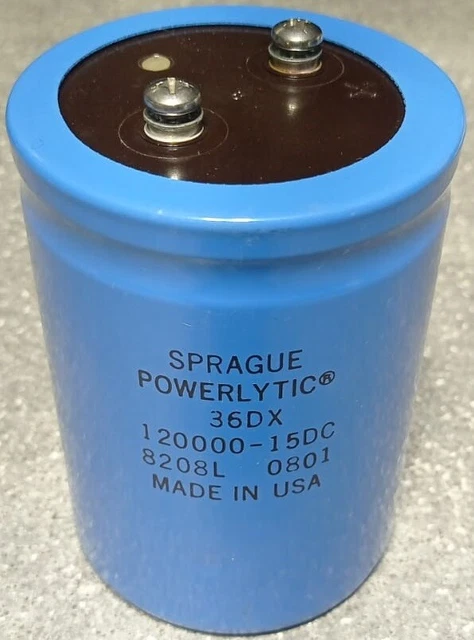 SPRAGUE
POWERLYTIC®
36DX
120000-15DC
8208L 0801
MADE IN USA